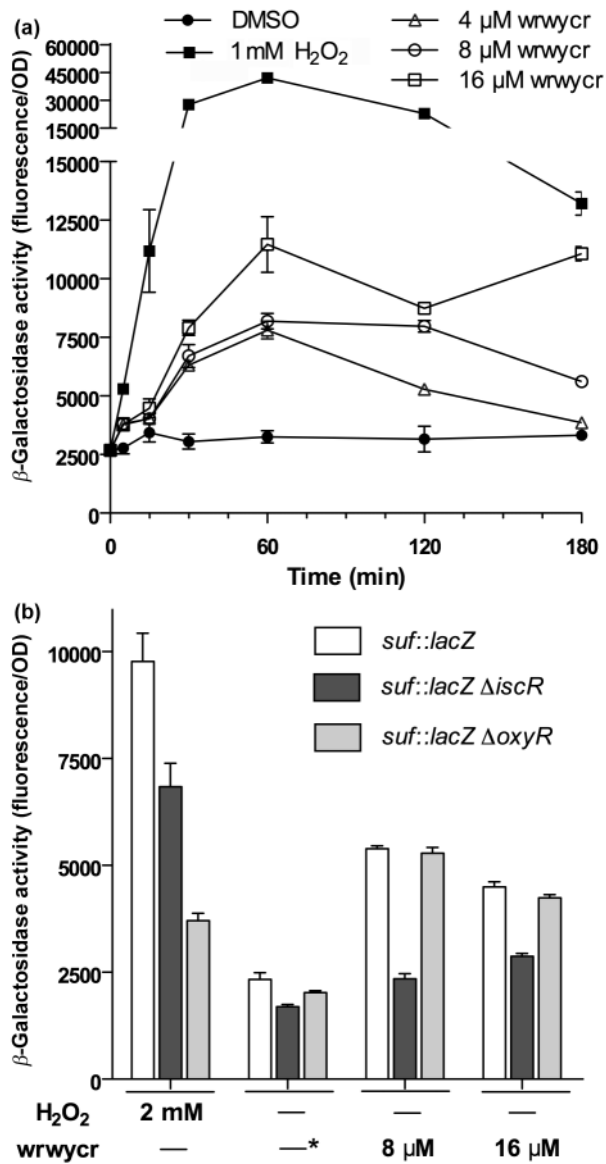 (a)
DMSO
1 mM H₂O₂
4 µM wrwycr
8 µM wrwycr
16 µM wrwycr
β-Galactosidase activity (fluorescence/OD)
60000
45000
30000
15000
15000
12500
10000
7500
5000
2500
0
0 60 120 180
Time (min)
(b)
β-Galactosidase activity (fluorescence/OD)
10000
7500
5000
2500
0
suf::lacZ
suf::lacZ ΔiscR
suf::lacZ ΔoxyR
H₂O₂ 2 mM — — —
wrwycr — —* 8 µM 16 µM